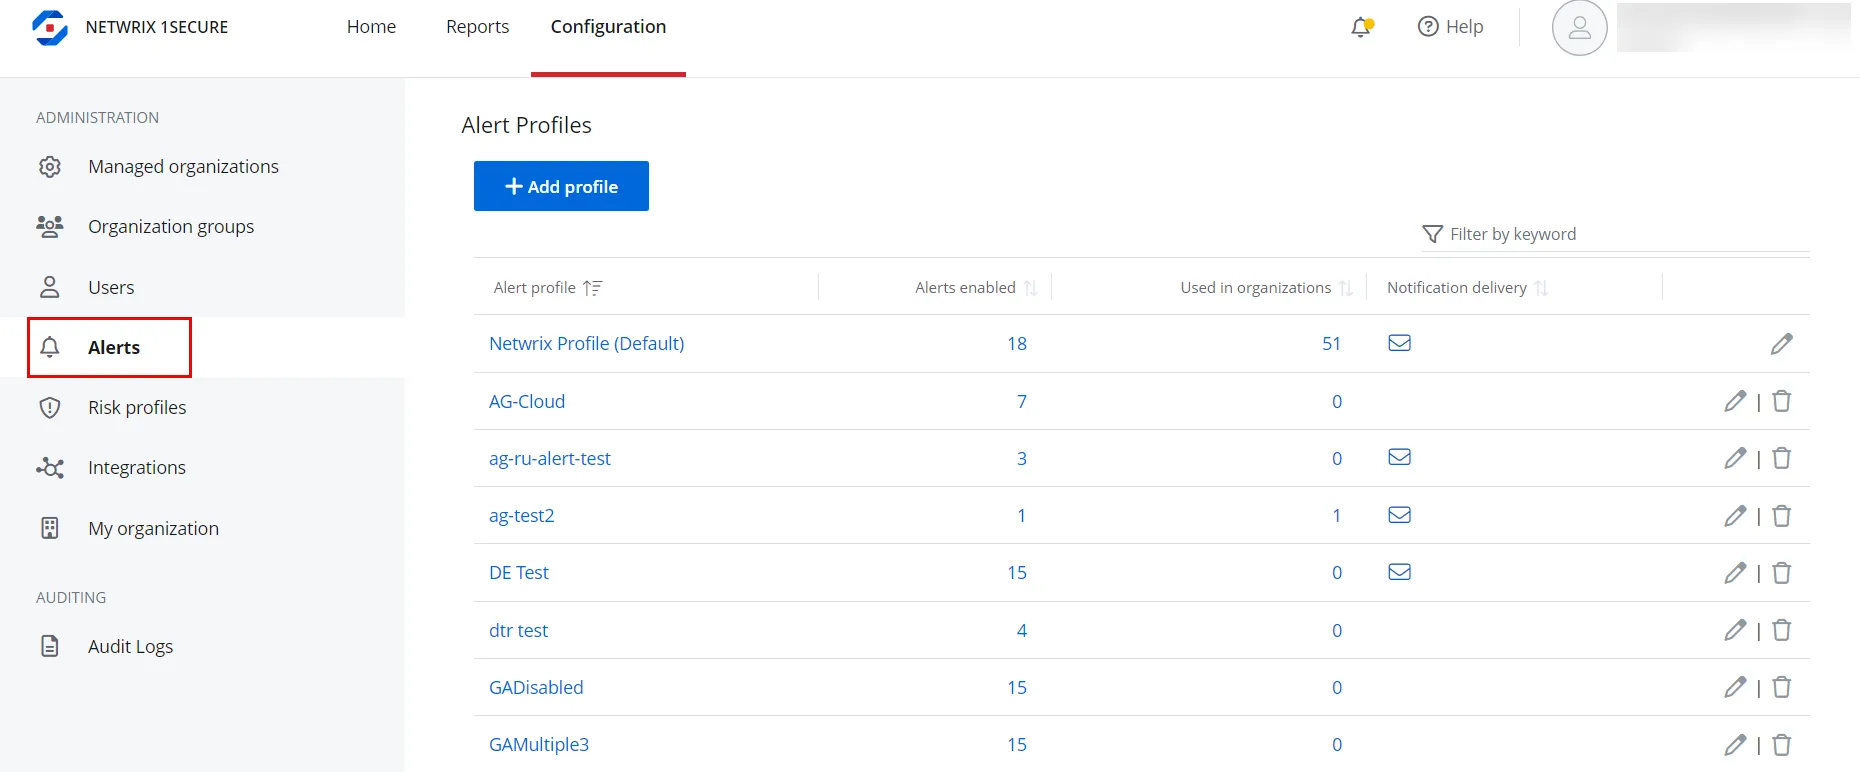 NETWRIX 1SECURE
Home
Reports
Configuration
Help
ADMINISTRATION
Managed organizations
Organization groups
Users
Alerts
Risk profiles
Integrations
My organization
AUDITING
Audit Logs
Alert Profiles
+ Add profile
Filter by keyword
Alert profile Alerts enabled Used in organizations Notification delivery
Netwrix Profile (Default) 18 51
AG-Cloud 7 0 |
ag-ru-alert-test 3 0 |
ag-test2 1 1 |
DE Test 15 0 |
dtr test 4 0 |
GADisabled 15 0 |
GAMultiple3 15 0 |